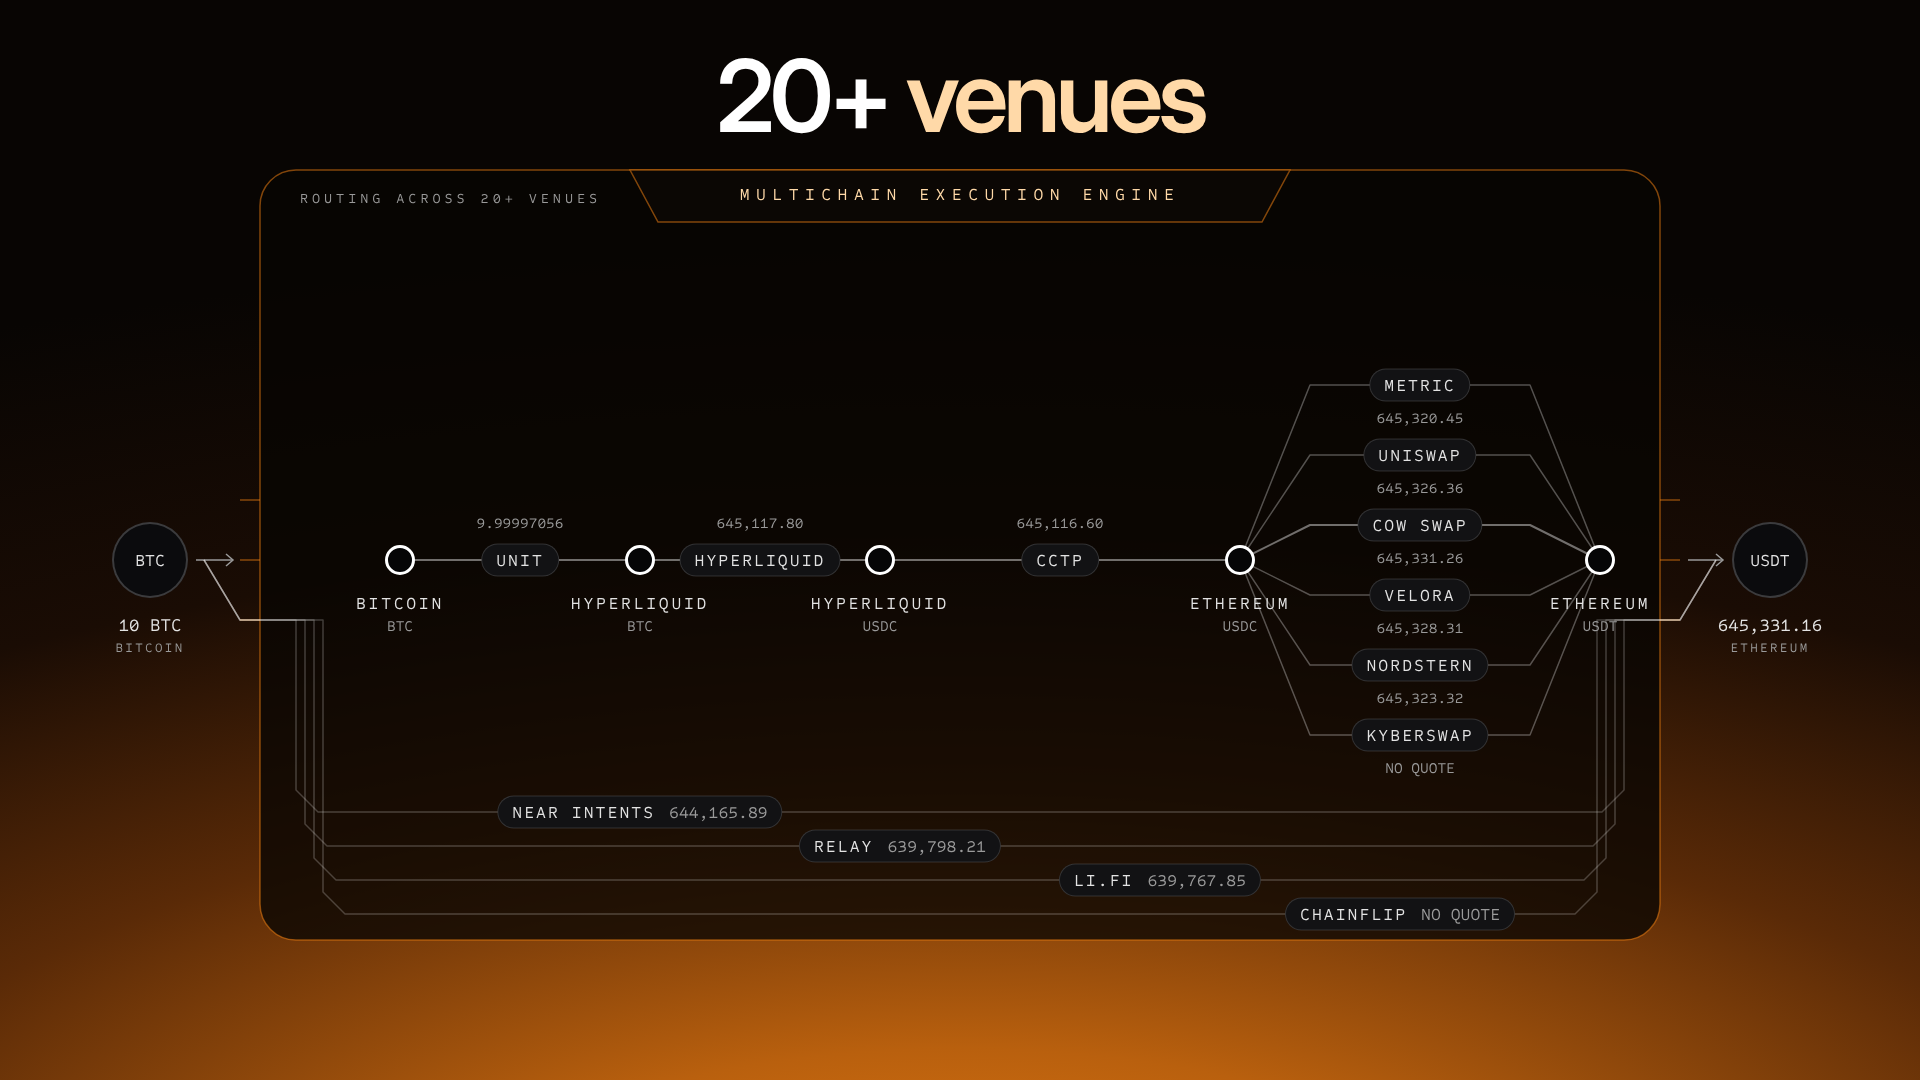 20+ venues
ROUTING ACROSS 20+ VENUES
MULTICHAIN EXECUTION ENGINE
METRIC
645,320.45
UNISWAP
645,326.36
9.99997056
645,117.80
645,116.60
COW SWAP
645,331.26
BTC
UNIT
HYPERLIQUID
CCTP
USDT
VELORA
645,328.31
BITCOIN
BTC
HYPERLIQUID
BTC
HYPERLIQUID
USDC
ETHEREUM
USDC
ETHEREUM
USDT
10 BTC
BITCOIN
645,331.16
ETHEREUM
NORDSTERN
645,323.32
KYBERSWAP
NO QUOTE
NEAR INTENTS 644,165.89
RELAY 639,798.21
LI.FI 639,767.85
CHAINFLIP NO QUOTE